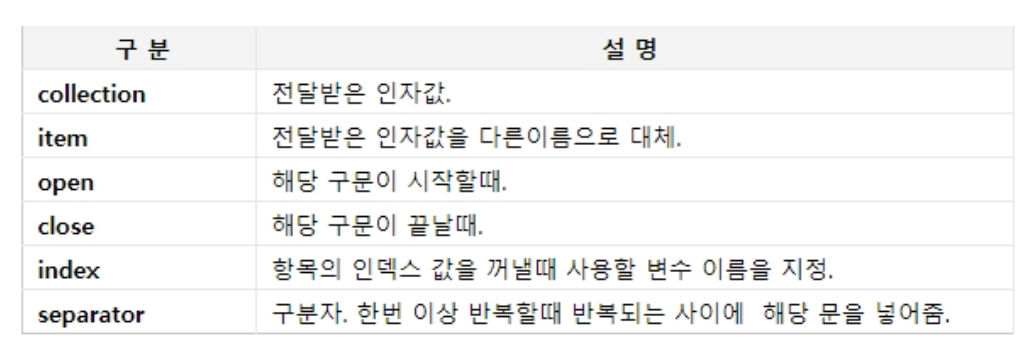 구 분 설 명
collection 전달받은 인자값.
item 전달받은 인자값을 다른이름으로 대체.
open 해당 구문이 시작할때.
close 해당 구문이 끝날때.
index 항목의 인덱스 값을 꺼낼때 사용할 변수 이름을 지정.
separator 구분자. 한번 이상 반복할때 반복되는 사이에 해당 문을 넣어줌.